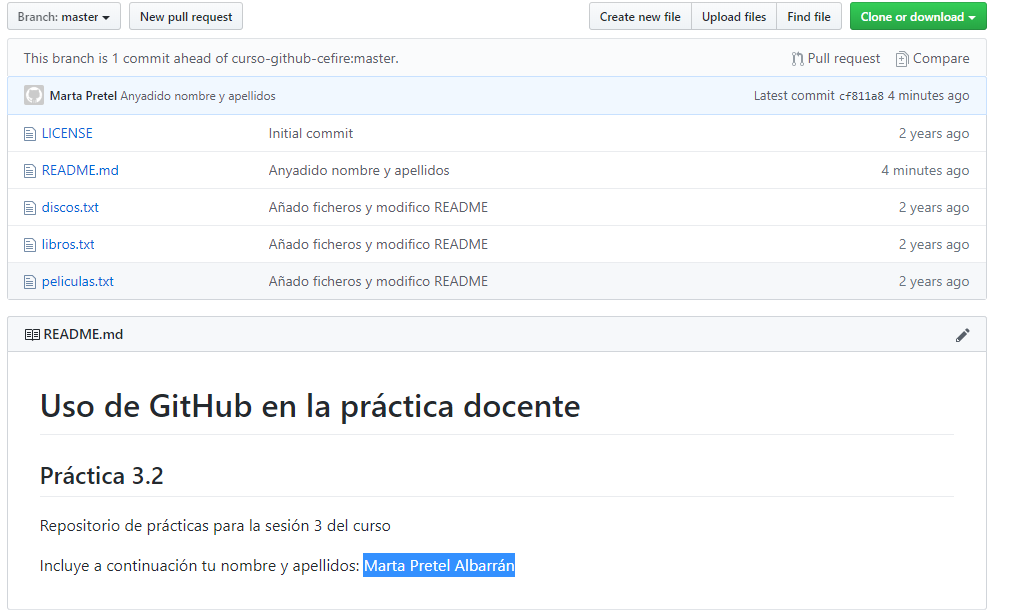 Branch: master New pull request Create new file Upload files Find file Clone or download
This branch is 1 commit ahead of curso-github-cefire:master. Pull request Compare
Marta Pretel Anyadido nombre y apellidos Latest commit cf811a8 4 minutes ago
LICENSE Initial commit 2 years ago
README.md Anyadido nombre y apellidos 4 minutes ago
discos.txt Añado ficheros y modifico README 2 years ago
libros.txt Añado ficheros y modifico README 2 years ago
peliculas.txt Añado ficheros y modifico README 2 years ago
README.md
Uso de GitHub en la práctica docente
Práctica 3.2
Repositorio de prácticas para la sesión 3 del curso
Incluye a continuación tu nombre y apellidos: Marta Pretel Albarrán